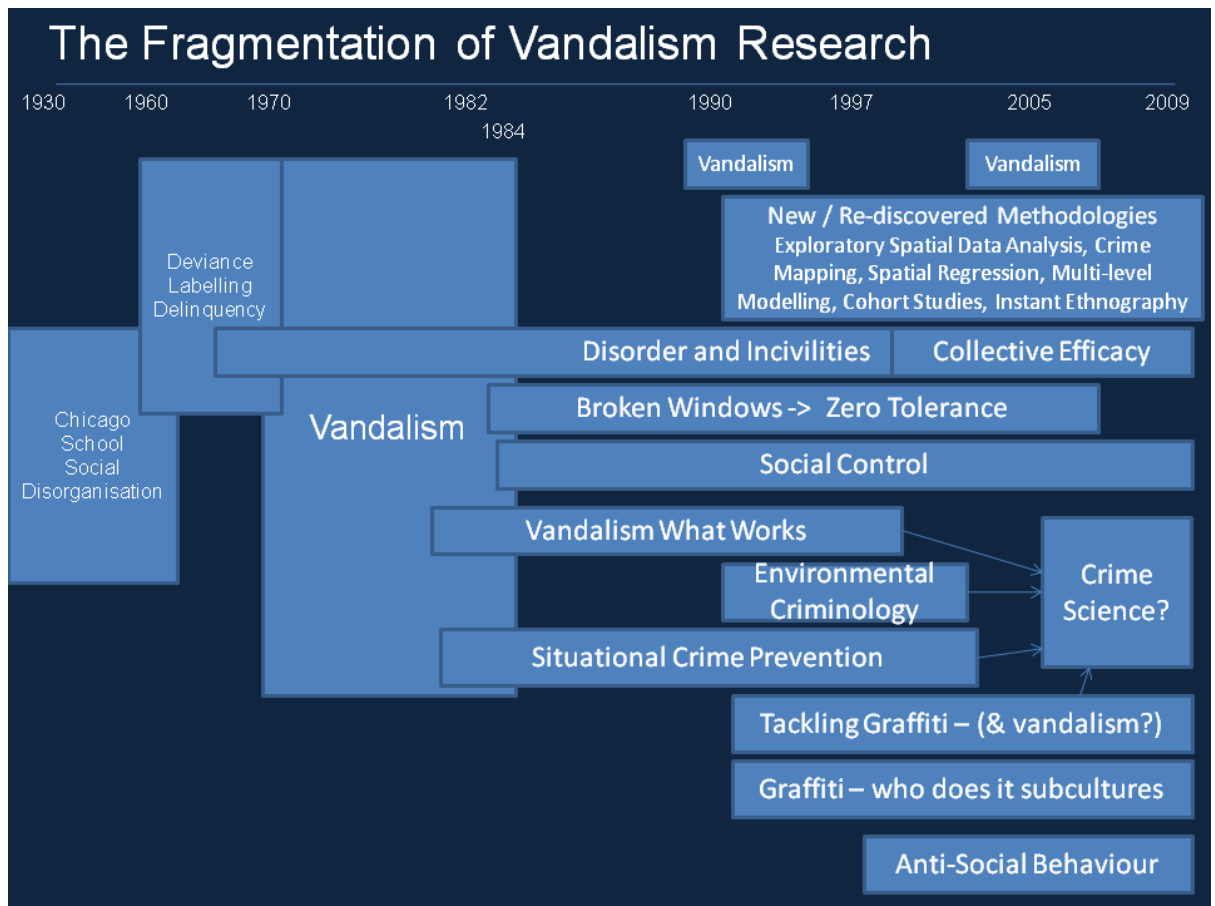 The Fragmentation of Vandalism Research
1930 1960 1970 1982 1990 1997 2005 2009
1984
Vandalism
Vandalism
New / Re-discovered Methodologies
Exploratory Spatial Data Analysis, Crime
Mapping, Spatial Regression, Multi-level
Modelling, Cohort Studies, Instant Ethnography
Deviance
Labelling
Delinquency
Disorder and Incivilities
Collective Efficacy
Chicago
School
Social
Disorganisation
Vandalism
Broken Windows -> Zero Tolerance
Social Control
Vandalism What Works
Environmental
Criminology
Crime
Science?
Situational Crime Prevention
Tackling Graffiti – (& vandalism?)
Graffiti – who does it subcultures
Anti-Social Behaviour